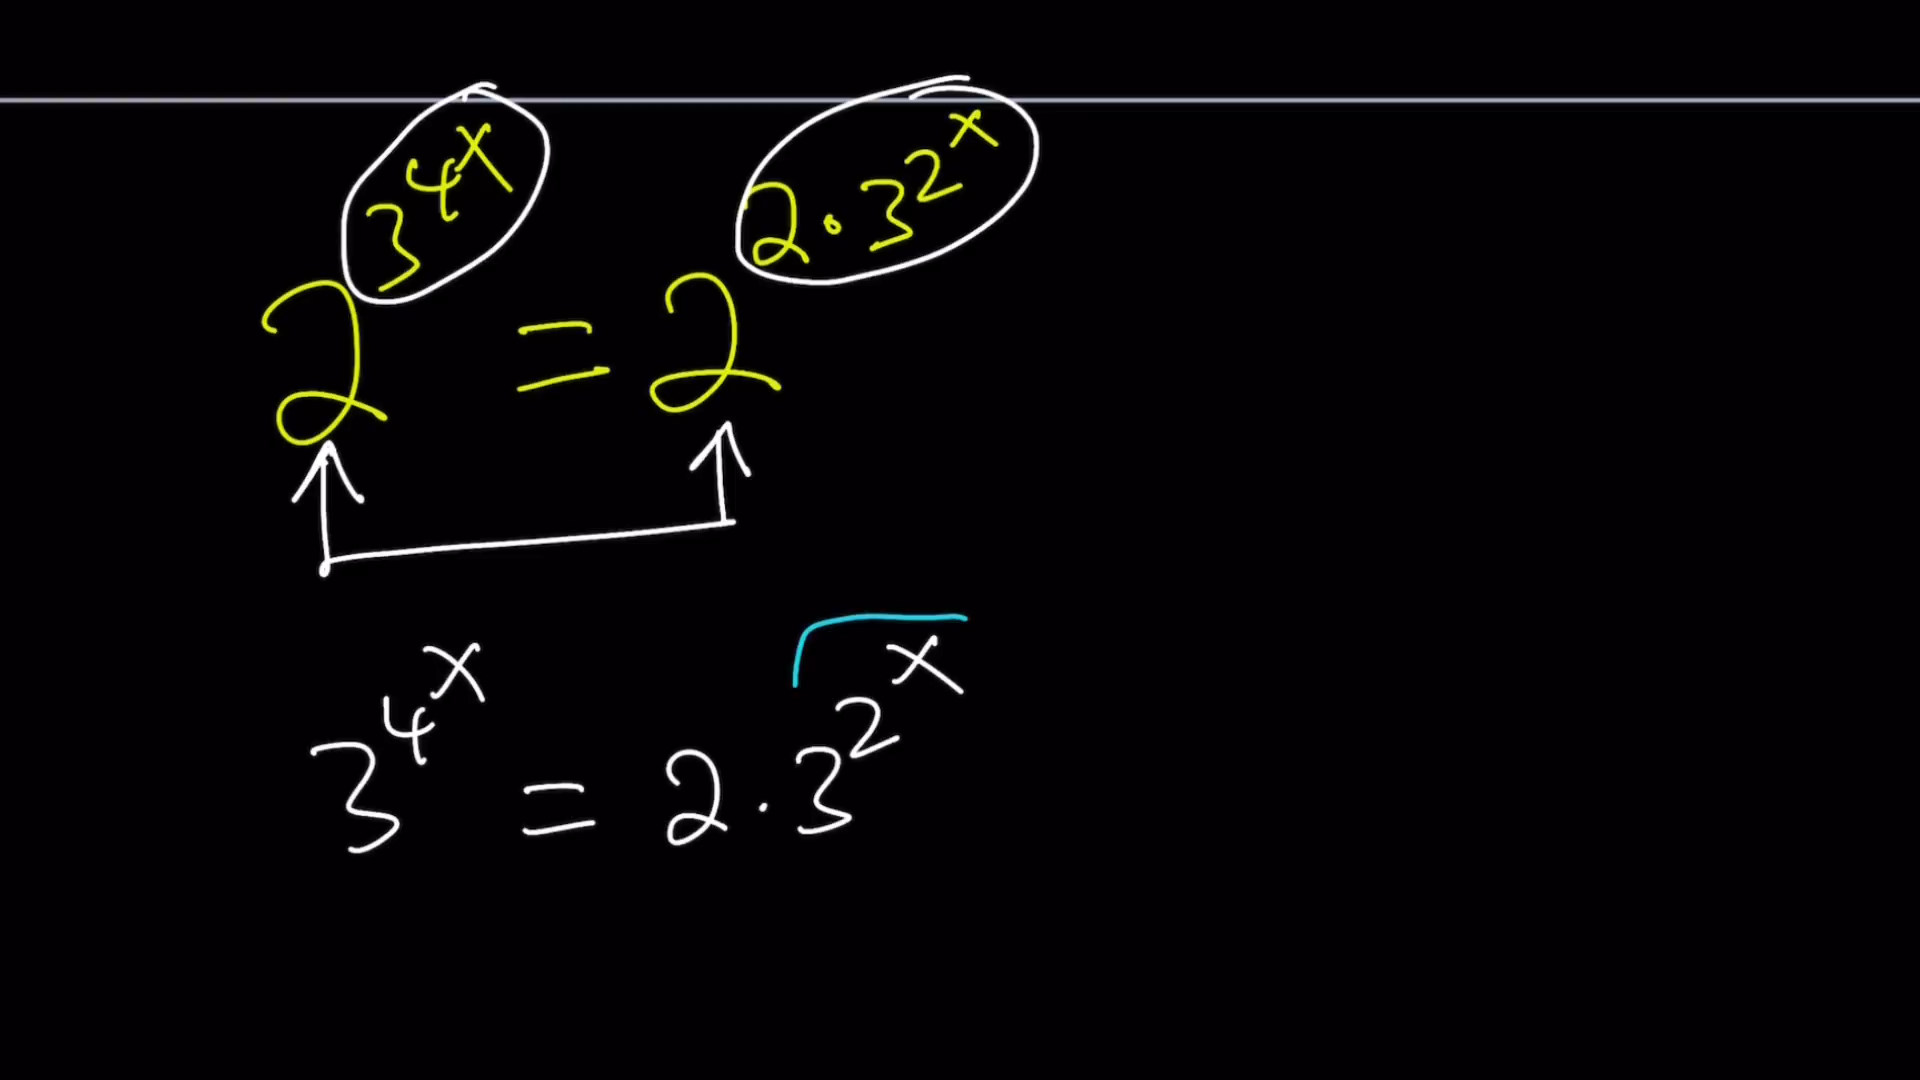 2^{3^{4^x}} = 2^{2·3^{2^x}}
3^{4^x} = 2·3^{2^x}